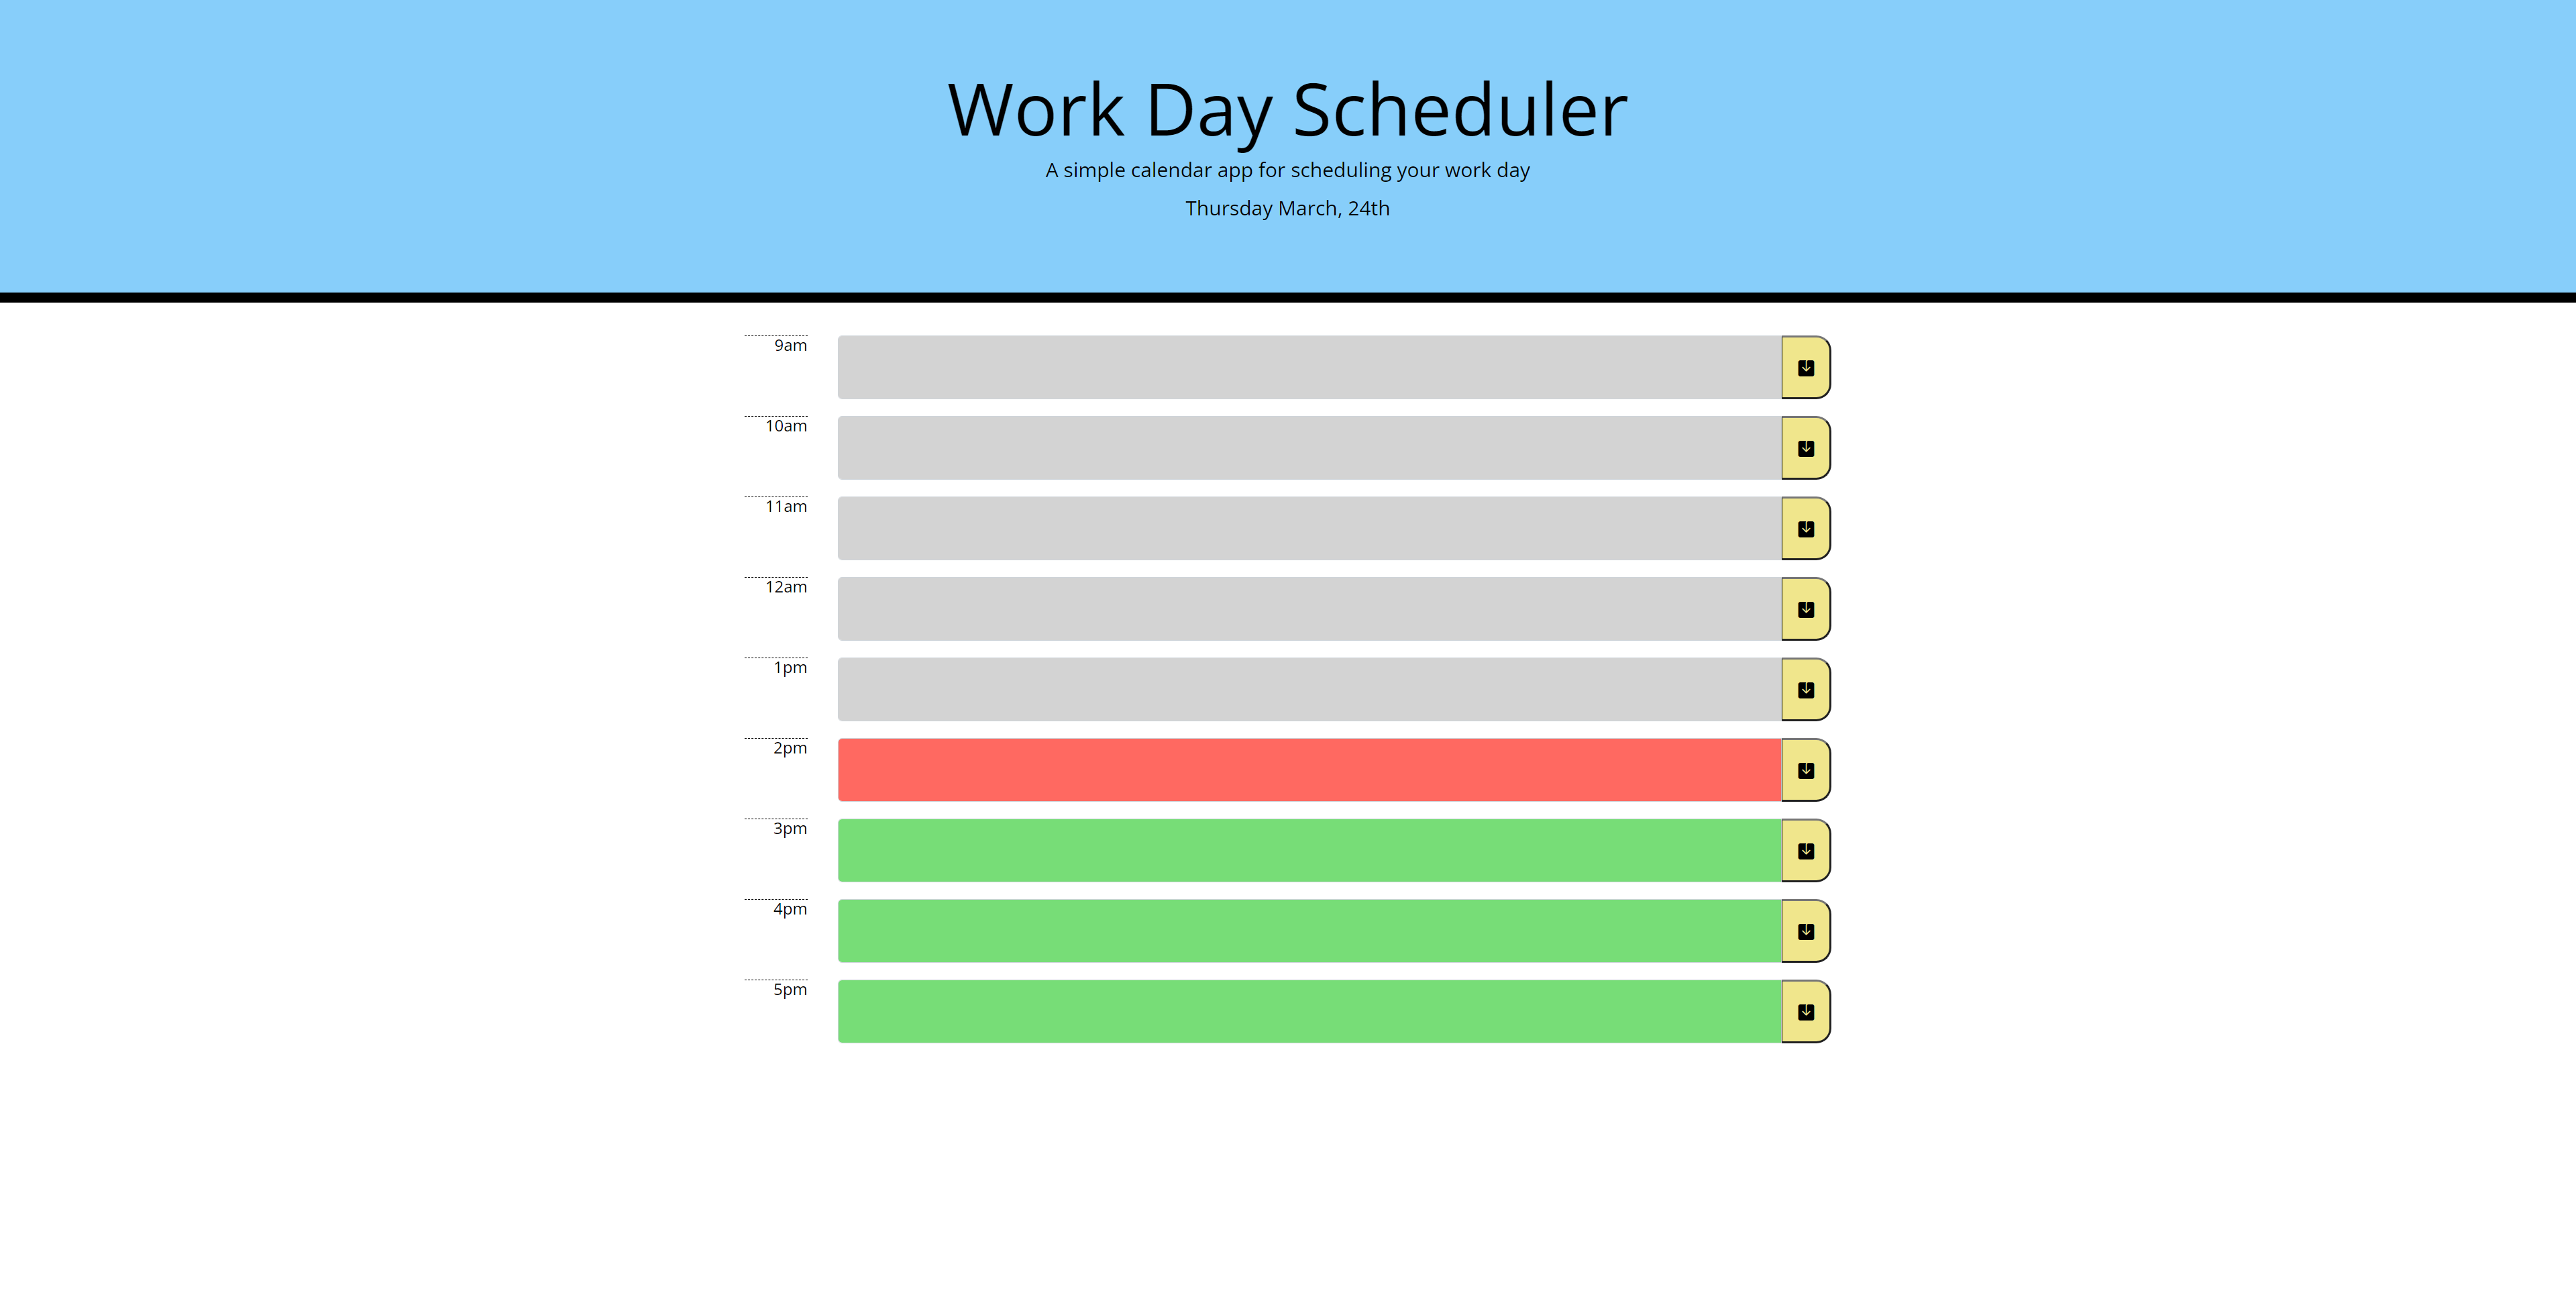 Work Day Scheduler
A simple calendar app for scheduling your work day
Thursday March, 24th
9am
10am
11am
12am
1pm
2pm
3pm
4pm
5pm